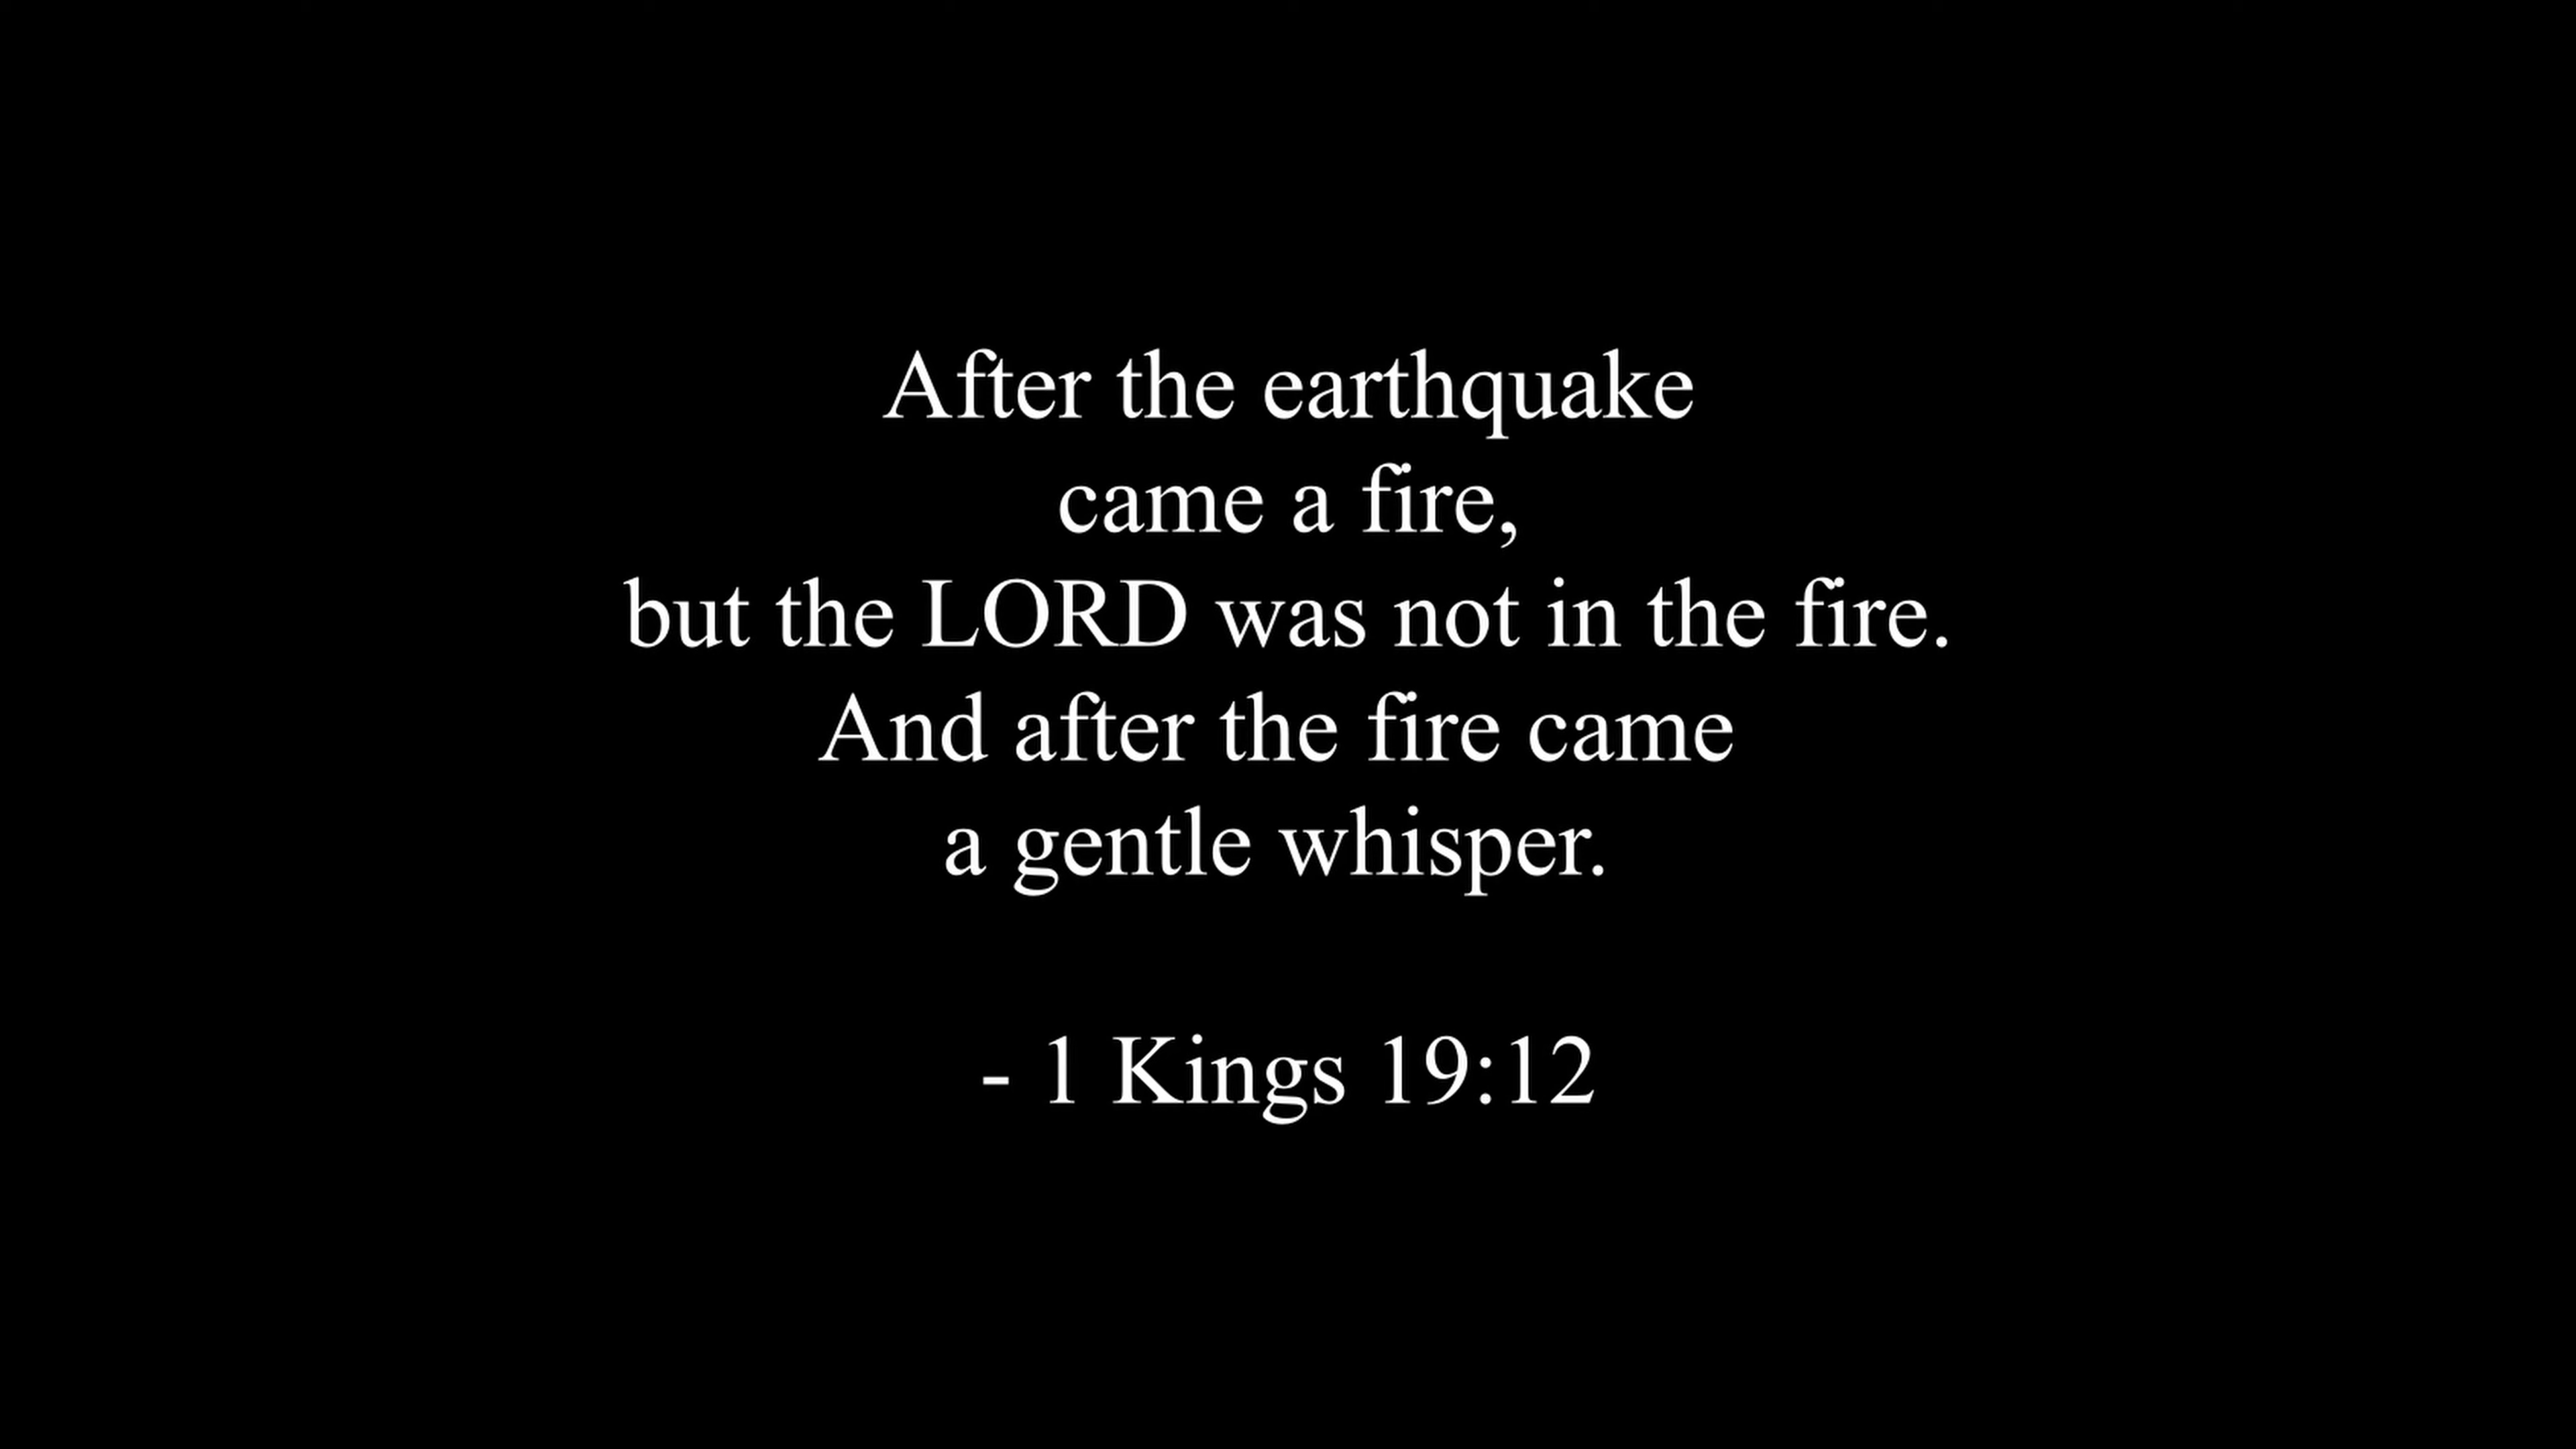 After the earthquake
came a fire,
but the LORD was not in the fire.
And after the fire came
a gentle whisper.
- 1 Kings 19:12